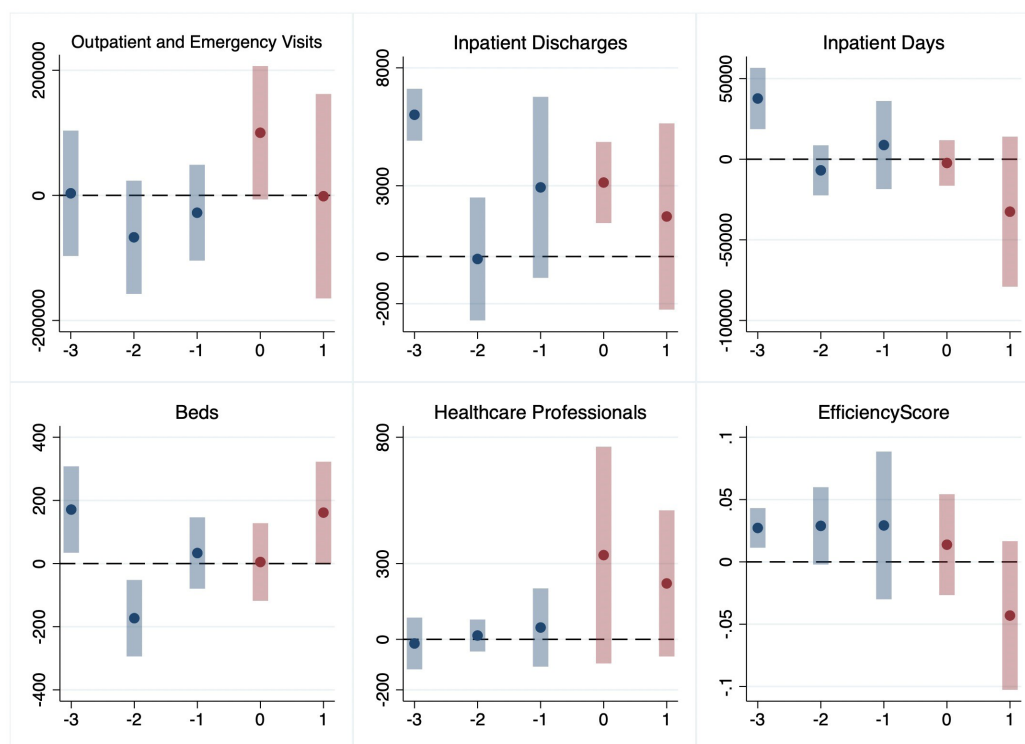 Outpatient and Emergency Visits
200000
0
-200000
-3 -2 -1 0 1
Inpatient Discharges
8000
3000
0
-2000
-3 -2 -1 0 1
Inpatient Days
50000
0
-50000
-100000
-3 -2 -1 0 1
Beds
400
200
0
-200
-400
-3 -2 -1 0 1
Healthcare Professionals
800
300
0
-200
-3 -2 -1 0 1
EfficiencyScore
.1
.05
0
-.05
-.1
-3 -2 -1 0 1